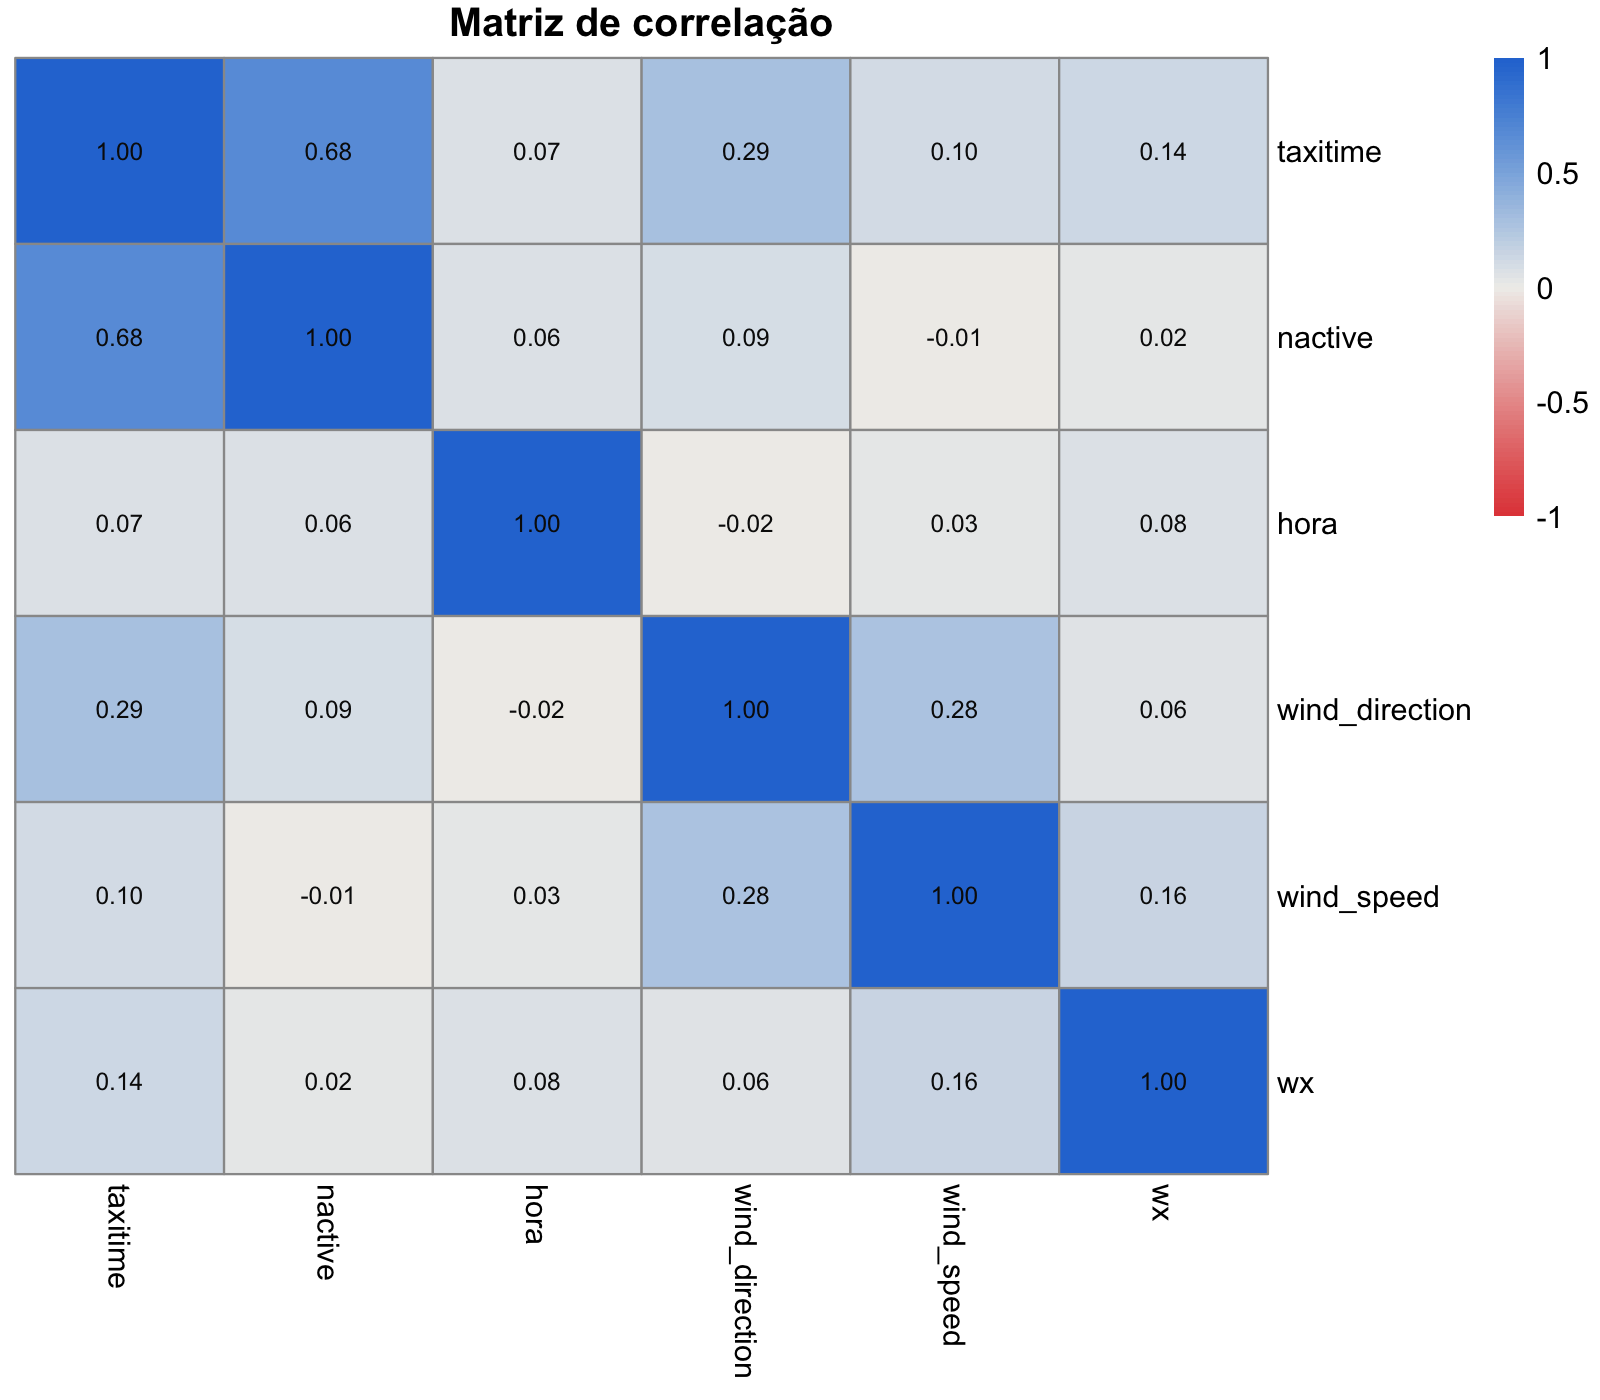 Matriz de correlação
1.00 0.68 0.07 0.29 0.10 0.14 taxitime
0.68 1.00 0.06 0.09 -0.01 0.02 nactive
0.07 0.06 1.00 -0.02 0.03 0.08 hora
0.29 0.09 -0.02 1.00 0.28 0.06 wind_direction
0.10 -0.01 0.03 0.28 1.00 0.16 wind_speed
0.14 0.02 0.08 0.06 0.16 1.00 wx
taxitime
nactive
hora
wind_direction
wind_speed
wx
1
0.5
0
-0.5
-1